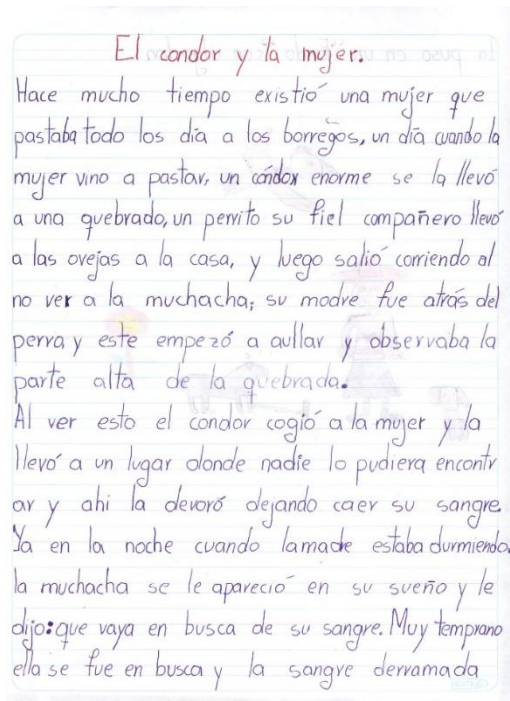 El condor y la mujer.
Hace mucho tiempo existió una mujer que
pastaba todo los día a los borregos, un día cuando la
mujer vino a pastar, un cóndor enorme se la llevó
a una quebrado, un perrito su fiel compañero llevó
a las ovejas a la casa, y luego salió corriendo al
no ver a la muchacha; su madre fue atrás del
perra y este empezó a aullar y observaba la
parte alta de la quebrada.
Al ver esto el condor cogió a la mujer y la
llevó a un lugar donde nadie lo pudiera encontr
ar y ahi la devoró dejando caer su sangre.
Ya en la noche cuando lamade estaba durmiendo,
la muchacha se le apareció en su sueño y le
dijo: que vaya en busca de su sangre. Muy temprano
ella se fue en busca y la sangre derramada